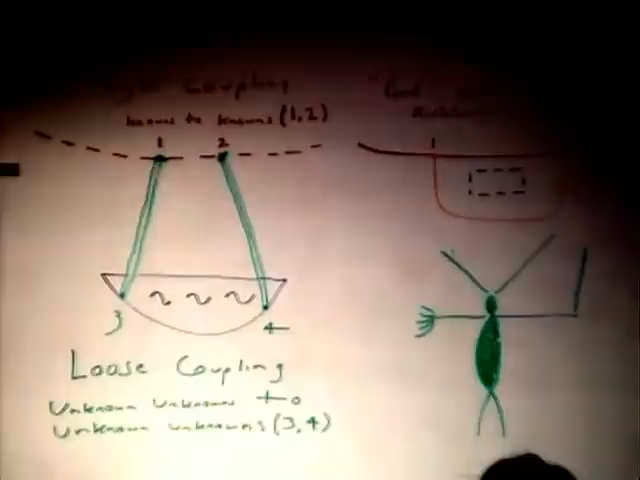 Coupling
knowns to knowns (1,2)
1 2
1
3
4
Loose Coupling
Unknown Unknowns to
Unknown unknowns (3,4)